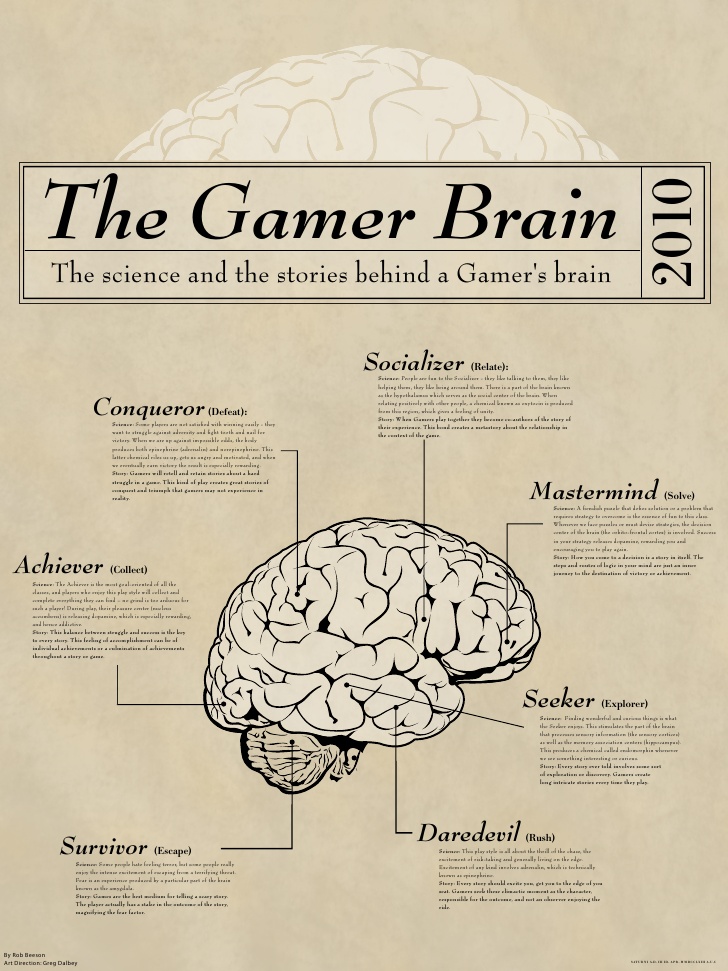 The Gamer Brain
2010
The science and the stories behind a Gamer's brain
Socializer (Relate):
Science: People are fun to the Socializer - they like talking to them, they like
helping them, they like being around them. There is a part of the brain known
as the hypothalamus which serves as the social center of the brain. When
relating positively with other people, a chemical known as oxytocin is produced
from this region, which gives a feeling of unity.
Story: When Gamers play together they become co-authors of the story of
their experience. This bond creates a metastory about the relationship in
the context of the game.
Conqueror (Defeat):
Science: Some players are not satisfied with winning easily - they
want to struggle against adversity and fight tooth and nail for
victory. When we are up against impossible odds, the body
produces both epinephrine (adrenalin) and norepinephrine. This
latter chemical relieves up, gets us angry and motivated, and when
we eventually earn victory the result is especially rewarding.
Story: Gamers will retell and retain stories about a hard
struggle in a game. This kind of play creates great stories of
conquest and triumph that gamers may not experience in
reality.
Mastermind (Solve)
Science: A fiendish puzzle that defies solution or a problem that
requires strategy to overcome is the essence of fun to this class.
Whenever we face puzzles or must devise strategies, the decision
center of the brain (the orbito-frontal cortex) is involved. Success
in your strategy releases dopamine, rewarding you and
encouraging you to play again.
Story: How you come to a decision is a story in itself. The
steps and routes of logic in your mind are just an inner
journey to the destination of victory or achievement.
Achiever (Collect)
Science: The Achiever is the most goal-oriented of all the
classes, and players who enjoy this play style will collect and
complete everything they can find - no grind is too arduous for
such a player! During play, their pleasure center (nucleus
accumbens) is releasing dopamine, which is especially rewarding,
and hence addictive.
Story: This balance between struggle and success is the key
to every story. This feeling of accomplishment can be of
individual achievements or a culmination of achievements
throughout a story or game.
Seeker (Explorer)
Science: Finding wonderful and curious things is what
the Seeker enjoys. This stimulates the part of the brain
that processes sensory information (the sensory cortices)
as well as the memory association centers (hippocampus).
This produces a chemical called endomorphin whenever
we see something interesting or curious.
Story: Every story ever told involves some sort
of exploration or discovery. Gamers create
long intricate stories every time they play.
Survivor (Escape)
Science: Some people hate feeling terror, but some people really
enjoy the intense excitement of escaping from a terrifying threat.
Fear is an experience produced by a particular part of the brain
known as the amygdala.
Story: Games are the best medium for telling a scary story.
The player actually has a stake in the outcome of the story,
magnifying the fear factor.
Daredevil (Rush)
Science: This play style is all about the thrill of the chase, the
excitement of risk-taking and generally living on the edge.
Excitement of any kind involves adrenalin, which is technically
known as epinephrine.
Story: Every story should excite you, get you to the edge of you
seat. Gamers seek those climactic moment as the character,
responsible for the outcome, and not an observer enjoying the
ride.
By Rob Beeson
Art Direction: Greg Dalbey